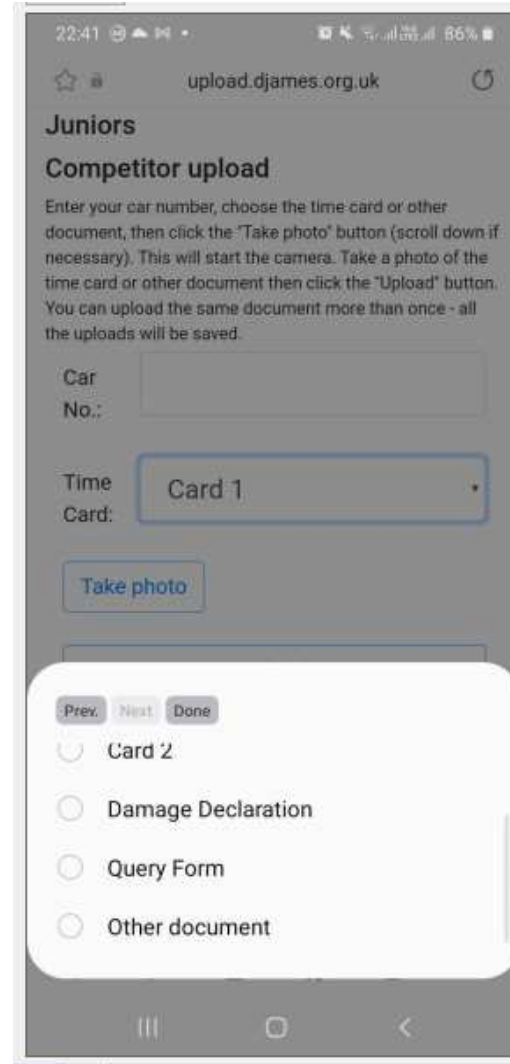 22:41 86%
upload.djames.org.uk
Juniors
Competitor upload
Enter your car number, choose the time card or other
document, then click the "Take photo" button (scroll down if
necessary). This will start the camera. Take a photo of the
time card or other document then click the "Upload" button.
You can upload the same document more than once - all
the uploads will be saved.
Car
No.:
Time
Card:
Card 1
Take photo
Prev. Next Done
Card 2
Damage Declaration
Query Form
Other document